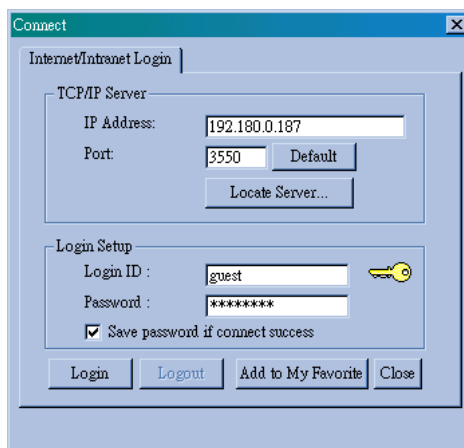 Connect
Internet/Intranet Login
TCP/IP Server
IP Address: 192.180.0.187
Port: 3550 Default
Locate Server...
Login Setup
Login ID : guest
Password : ********
Save password if connect success
Login Logout Add to My Favorite Close